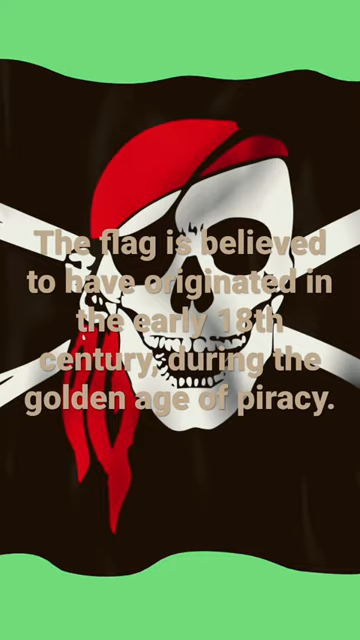 The flag is believed
to have originated in
the early 18th
century, during the
golden age of piracy.